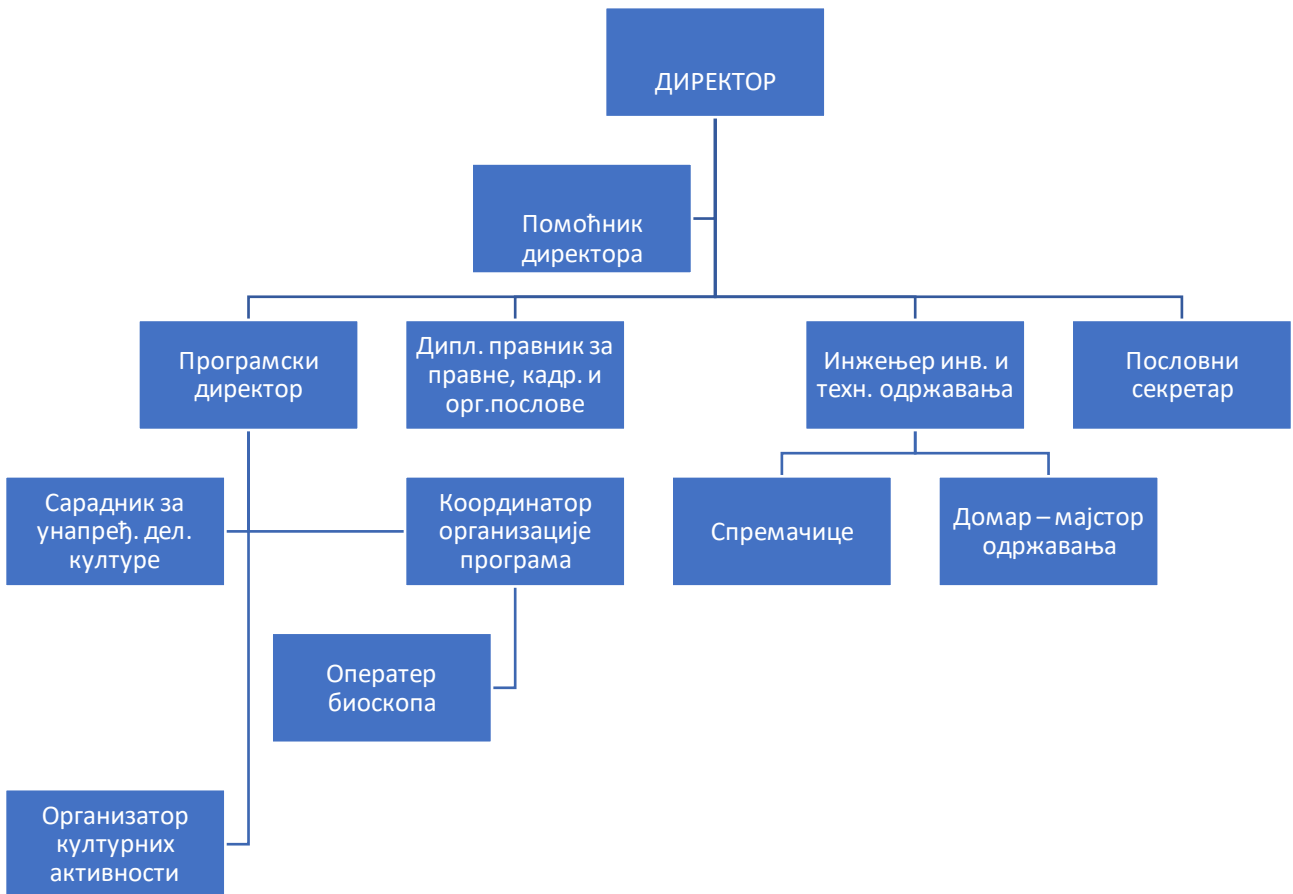 ДИРЕКТОР
Помоћник
директора
Програмски
директор
Дипл. правник за
правне, кадр. и
орг.послове
Инжењер инв. и
техн. одржавања
Пословни
секретар
Сарадник за
унапређ. дел.
културе
Координатор
организације
програма
Спремачице
Домар – мајстор
одржавања
Оператер
биоскопа
Организатор
културних
активности